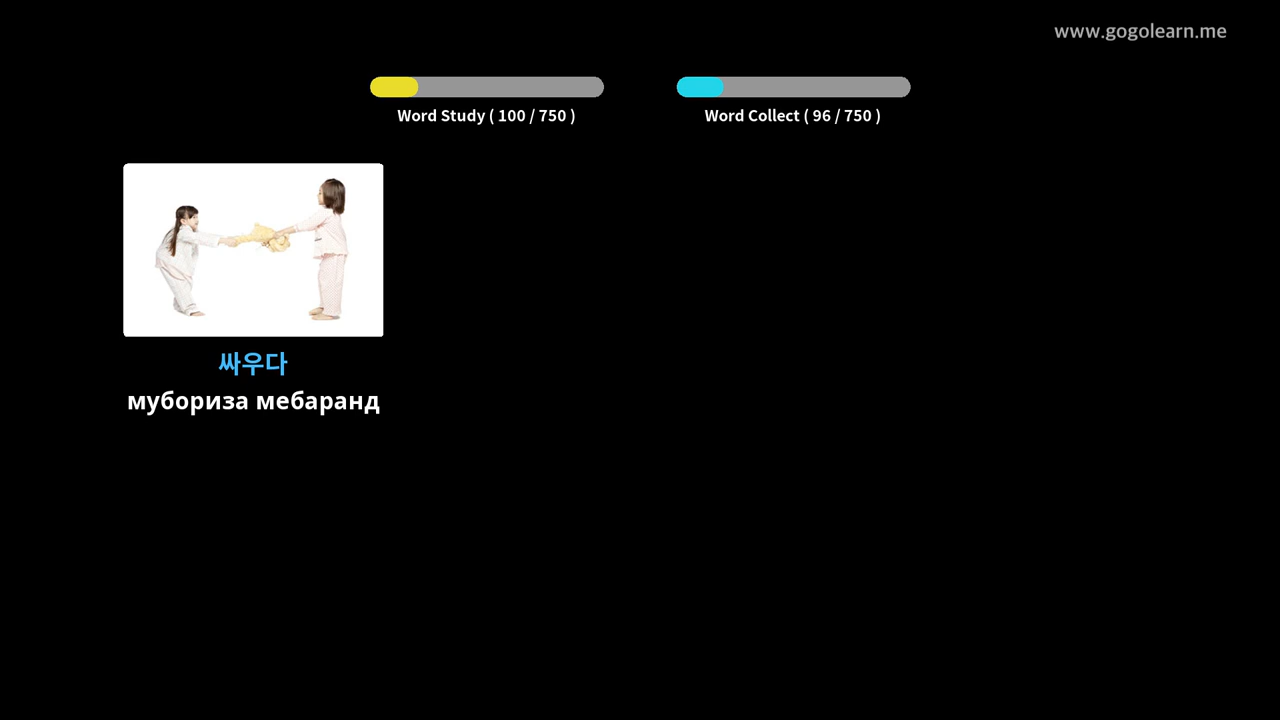 www.gogolearn.me
Word Study ( 100 / 750 )
Word Collect ( 96 / 750 )
싸우다
мубориза мебаранд